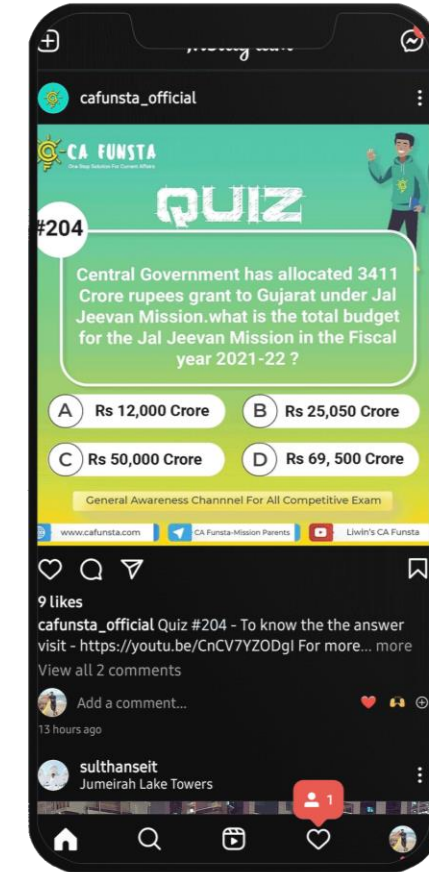 cafunsta_official
CA FUNSTA
One Stop Solution For Current Affairs
QUIZ
#204
Central Government has allocated 3411
Crore rupees grant to Gujarat under Jal
Jeevan Mission.what is the total budget
for the Jal Jeevan Mission in the Fiscal
year 2021-22 ?
A Rs 12,000 Crore
B Rs 25,050 Crore
C Rs 50,000 Crore
D Rs 69, 500 Crore
General Awareness Channnel For All Competitive Exam
www.cafunsta.com
CA Funsta-Mission Parents
Liwin's CA Funsta
9 likes
cafunsta_official Quiz #204 - To know the the answer
visit - https://youtu.be/CnCV7YZODgI For more... more
View all 2 comments
Add a comment...
13 hours ago
sulthanseit
Jumeirah Lake Towers
1